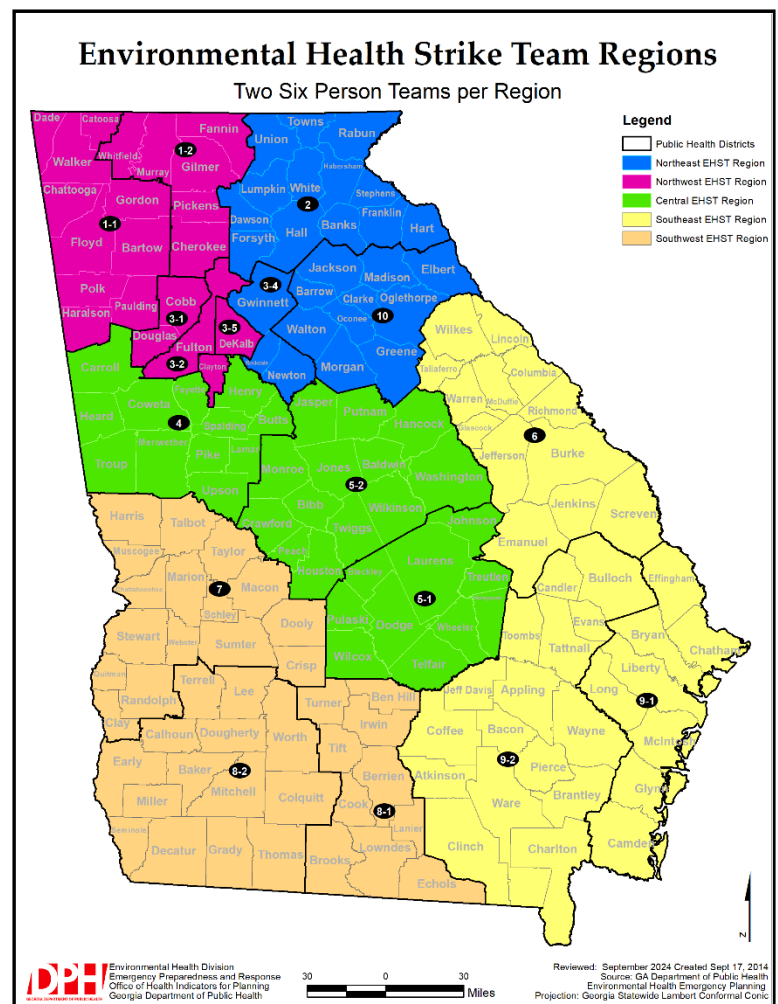 Environmental Health Strike Team Regions
Two Six Person Teams per Region
Legend
Public Health Districts
Northeast EHST Region
Northwest EHST Region
Central EHST Region
Southeast EHST Region
Southwest EHST Region
Dade
Catoosa
Fannin
Towns
Rabun
Union
Whitfield
1-2
Walker
Murray
Gilmer
Habersham
Chattooga
Lumpkin
White
Stephens
Gordon
Pickens
2
Franklin
1-1
Dawson
Banks
Hart
Floyd
Bartow
Cherokee
Forsyth
Hall
Jackson
Madison
Elbert
Polk
3-4
Barrow
Cobb
Gwinnett
Clarke
Oglethorpe
Haralson
Paulding
3-1
10
Oconee
Douglas
3-5
Walton
Fulton
DeKalb
Greene
Wilkes
Lincoln
3-2
Clayton
Morgan
Carroll
Newton
Taliaferro
Columbia
Fayette
Henry
Jasper
Putnam
Warren
McDuffie
Coweta
Hancock
Richmond
Heard
4
Spalding
Butts
Glascock
6
Meriwether
Baldwin
Jefferson
Burke
Troup
Pike
Lamar
Monroe
Jones
Washington
5-2
Upson
Bibb
Wilkinson
Jenkins
Harris
Talbot
Crawford
Twiggs
Johnson
Screven
Muscogee
Taylor
Peach
Emanuel
Houston
Bleckley
Laurens
Marion
Macon
Treutlen
Candler
Bulloch
Effingham
7
5-1
Schley
Dooly
Pulaski
Dodge
Wheeler
Evans
Stewart
Webster
Sumter
Toombs
Tattnall
Bryan
Chatham
Crisp
Wilcox
Telfair
Liberty
Quitman
Terrell
Lee
Turner
Ben Hill
Jeff Davis
Appling
Long
9-1
Randolph
Irwin
Clay
Calhoun
Dougherty
Worth
Tift
Coffee
Bacon
Wayne
McIntosh
Early
Baker
8-2
Berrien
Atkinson
9-2
Pierce
Mitchell
Glynn
Miller
Colquitt
Cook
8-1
Ware
Brantley
Seminole
Lanier
Decatur
Grady
Thomas
Brooks
Lowndes
Clinch
Charlton
Camden
Echols
N
DPH
GEORGIA DEPARTMENT OF PUBLIC HEALTH
Environmental Health Division
Emergency Preparedness and Response
Office of Health Indicators for Planning
Georgia Department of Public Health
30
0
30
Miles
Reviewed: September 2024 Created Sept 17, 2014
Source: GA Department of Public Health
Environmental Health Emergency Planning
Projection: Georgia Statewide Lambert Conformal Conic